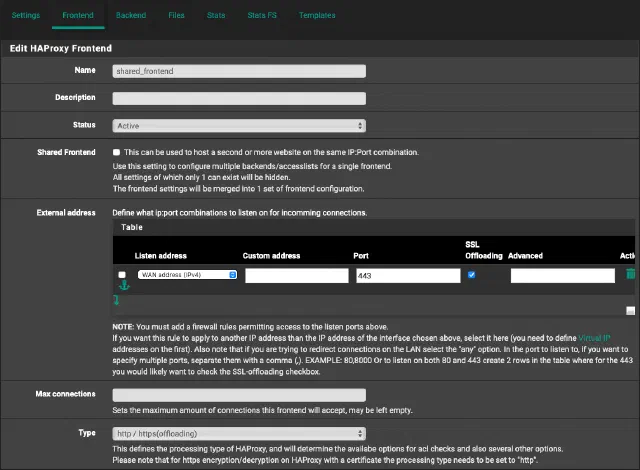 Settings Frontend Backend Files Stats Stats FS Templates
Edit HAProxy Frontend
Name shared_frontend
Description
Status Active
Shared Frontend This can be used to host a second or more website on the same IP:Port combination.
Use this setting to configure multiple backends/accesslists for a single frontend.
All settings of which only 1 can exist will be hidden.
The frontend settings will be merged into 1 set of frontend configuration.
External address Define what ip:port combinations to listen on for incomming connections.
Table
SSL
Listen address Custom address Port Offloading Advanced Acti
WAN address (IPv4) 443
NOTE: You must add a firewall rules permitting access to the listen ports above.
If you want this rule to apply to another IP address than the IP address of the interface chosen above, select it here (you need to define Virtual IP
addresses on the first). Also note that if you are trying to redirect connections on the LAN select the "any" option. In the port to listen to, if you want to
specify multiple ports, separate them with a comma (,). EXAMPLE: 80,8000 Or to listen on both 80 and 443 create 2 rows in the table where for the 443
you would likely want to check the SSL-offloading checkbox.
Max connections
Sets the maximum amount of connections this frontend will accept, may be left empty.
Type http / https(offloading)
This defines the processing type of HAProxy, and will determine the availabe options for acl checks and also several other options.
Please note that for https encryption/decryption on HAProxy with a certificate the processing type needs to be set to "http".